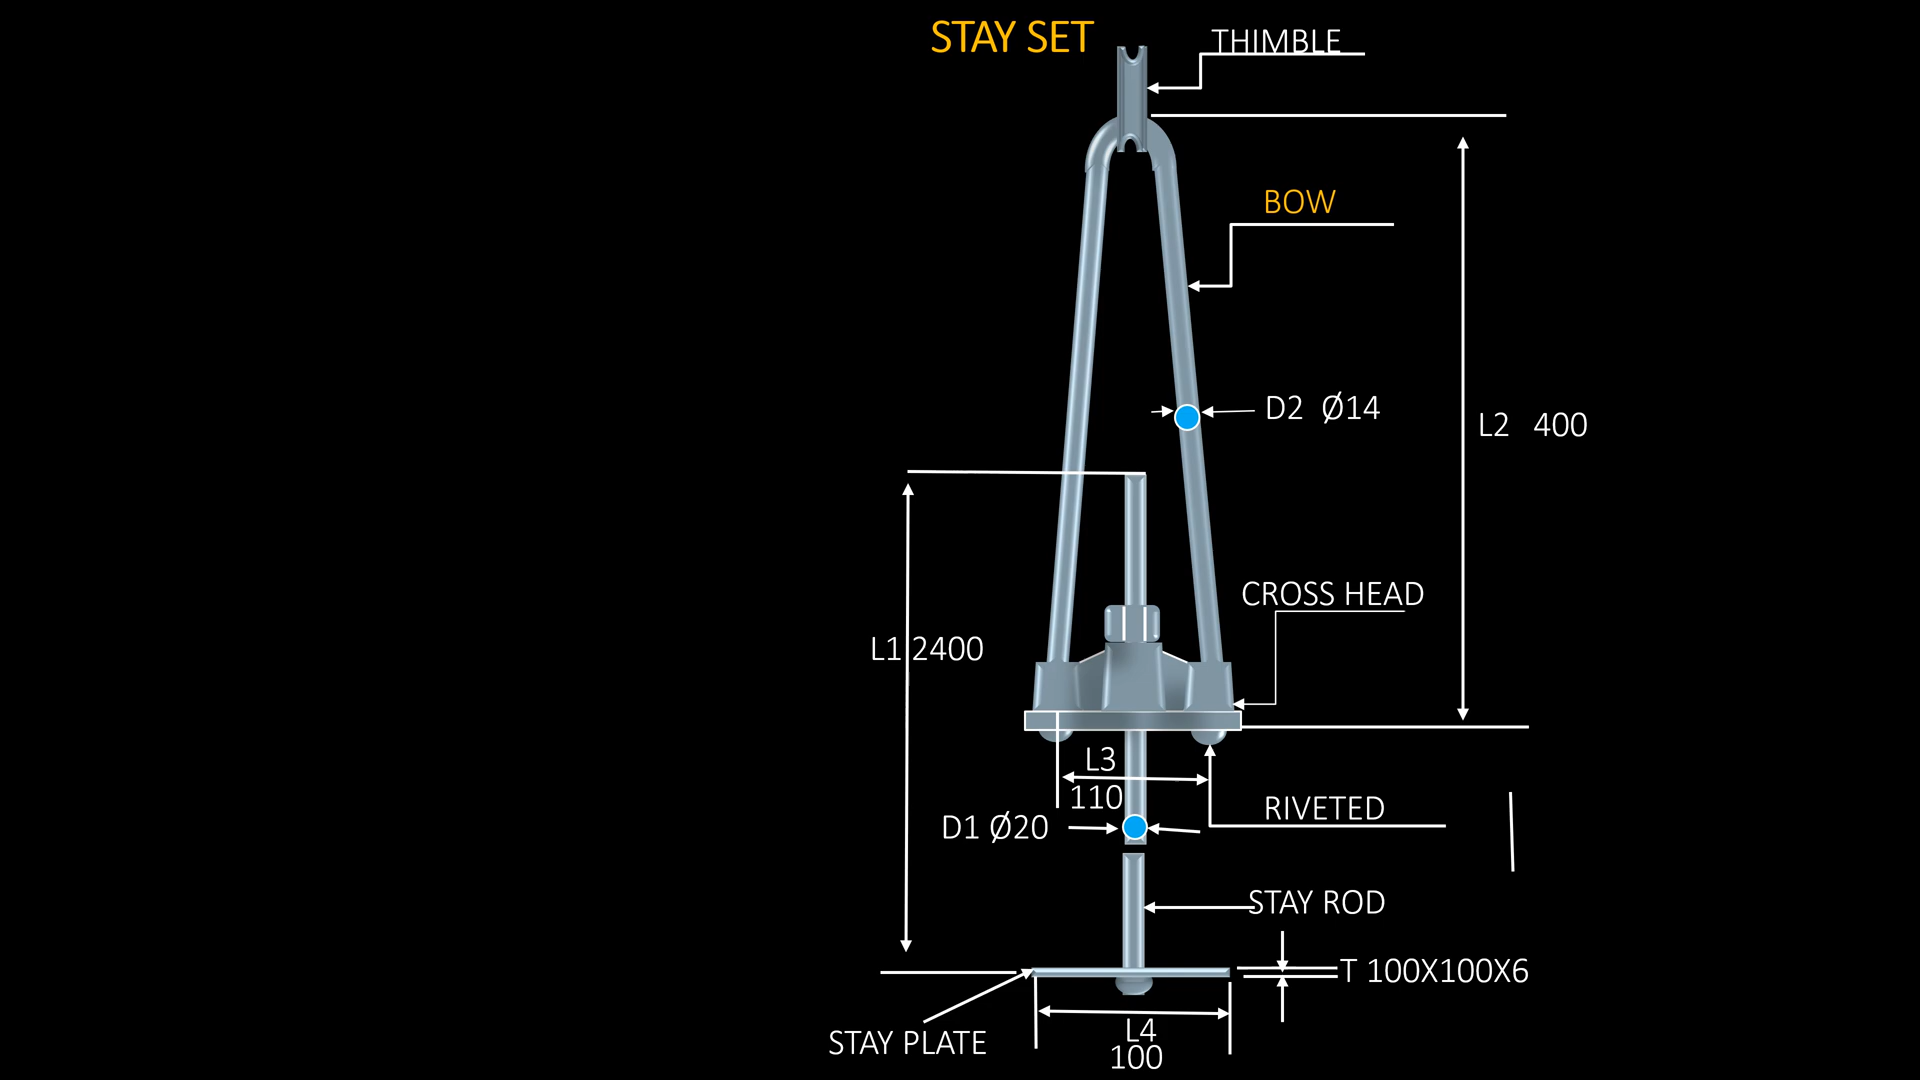 STAY SET
THIMBLE
BOW
D2 Ø14
L2 400
CROSS HEAD
L1 2400
L3
110
RIVETED
D1 Ø20
STAY ROD
T 100X100X6
L4
STAY PLATE
100